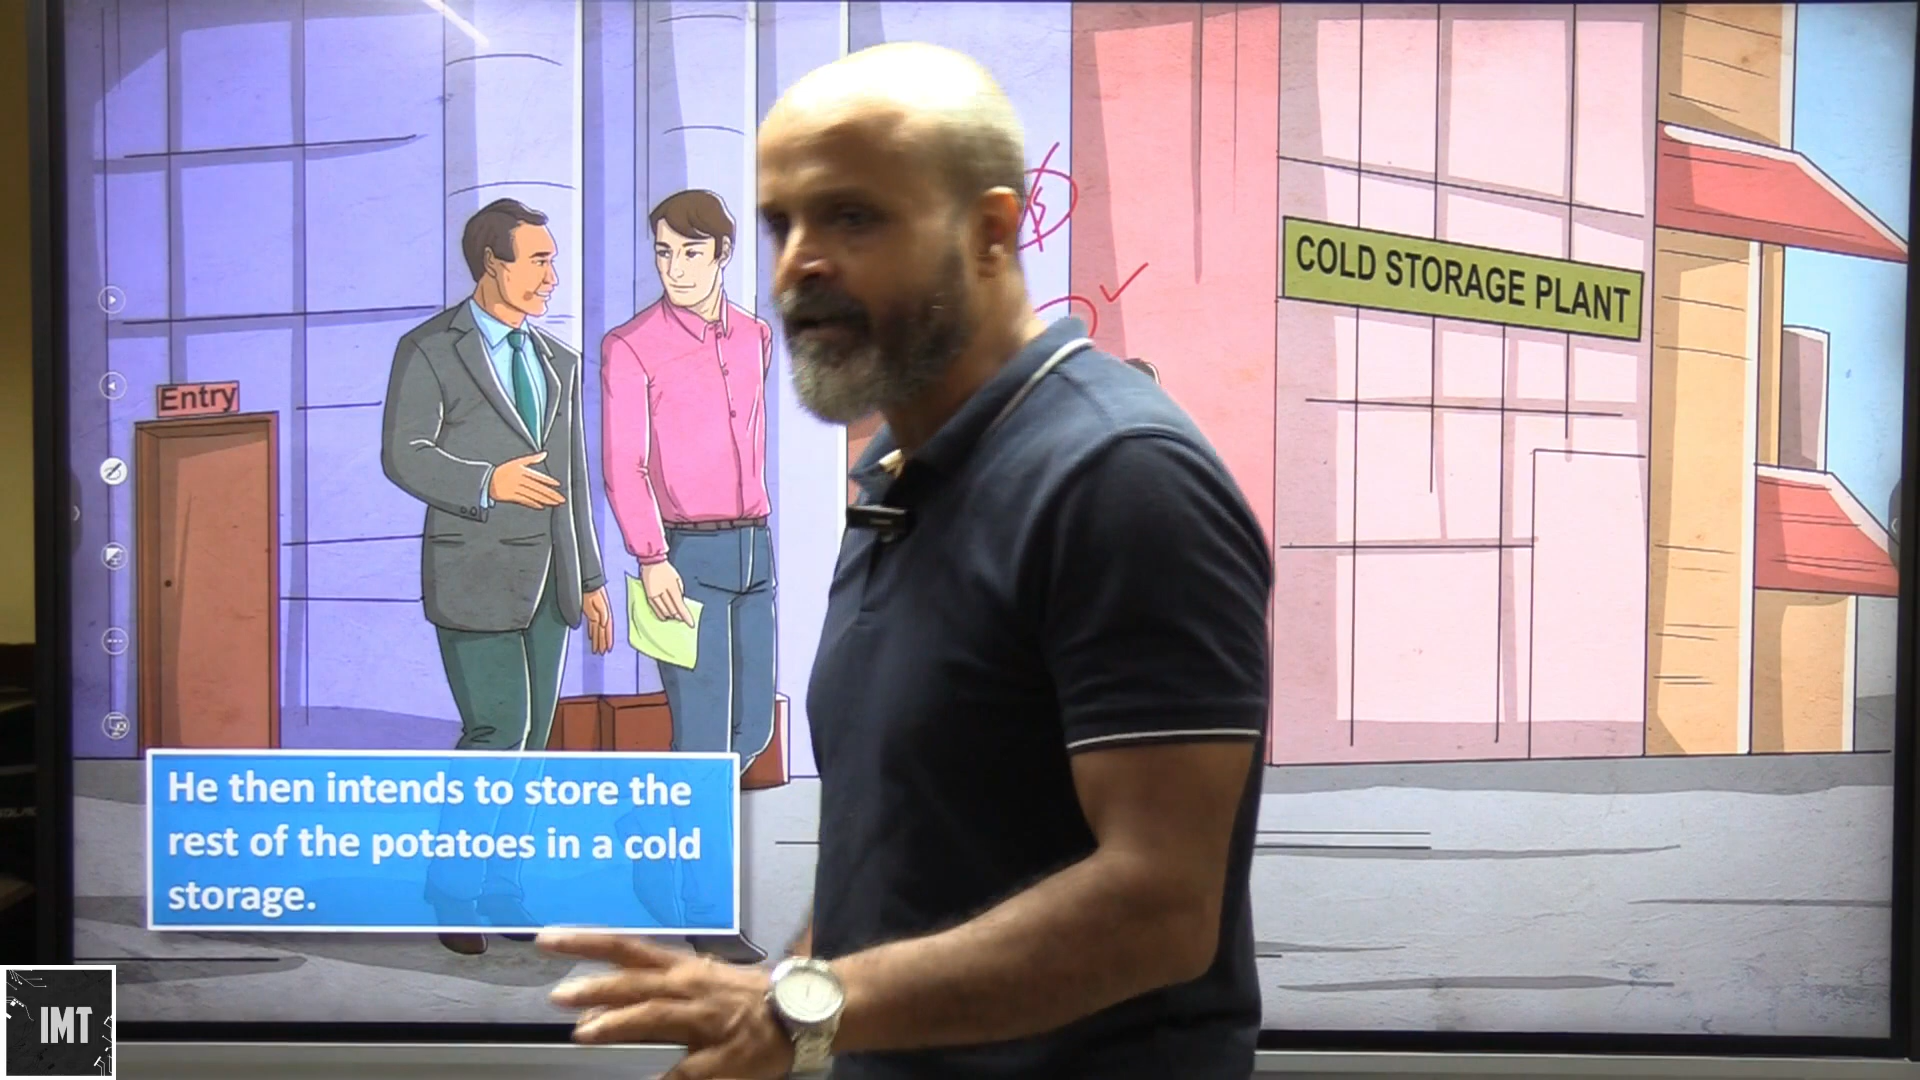 Entry
COLD STORAGE PLANT
He then intends to store the
rest of the potatoes in a cold
storage.
IMT
$